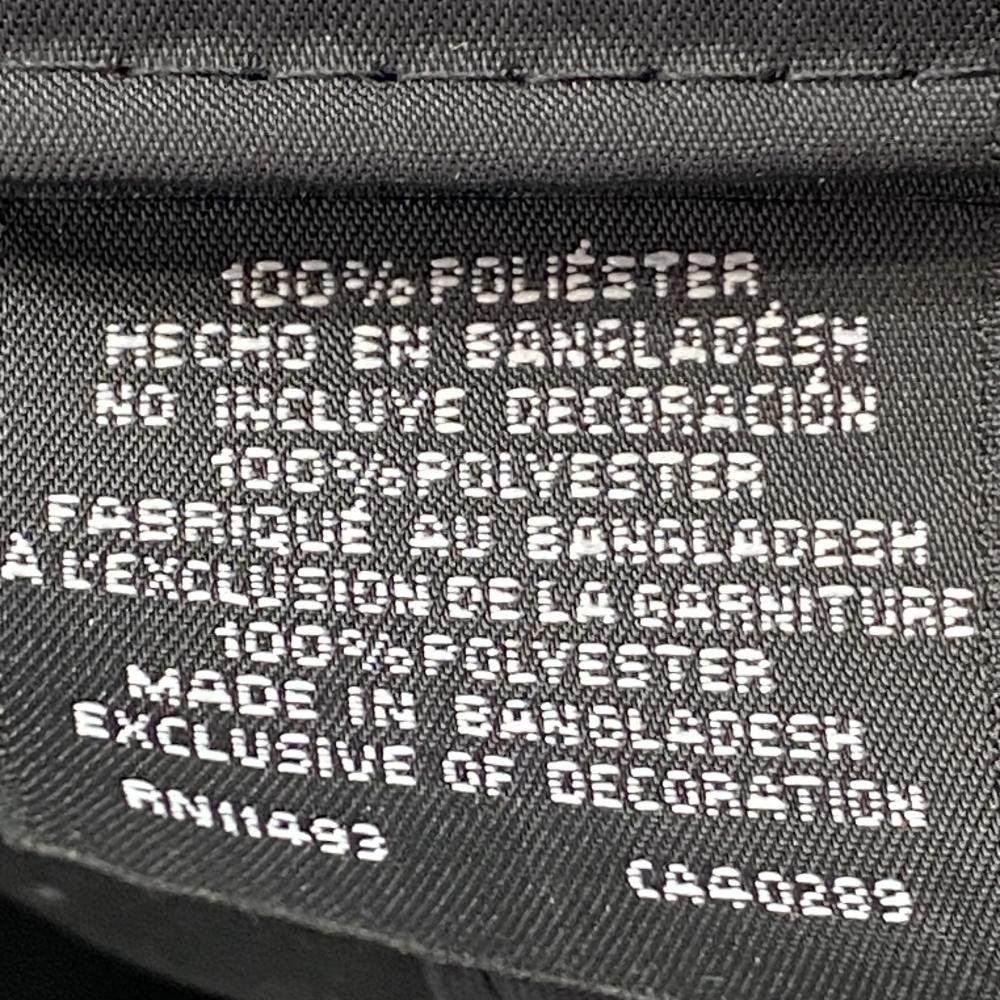 100% POLIÉSTER
HECHO EN BANGLADÉSH
NO INCLUYE DECORACIÓN
100% POLYESTER
FABRIQUÉ AU BANGLADESH
A L'EXCLUSION DE LA GARNITURE
100% POLYESTER
MADE IN BANGLADESH
EXCLUSIVE OF DECORATION
RN11493
CA40289